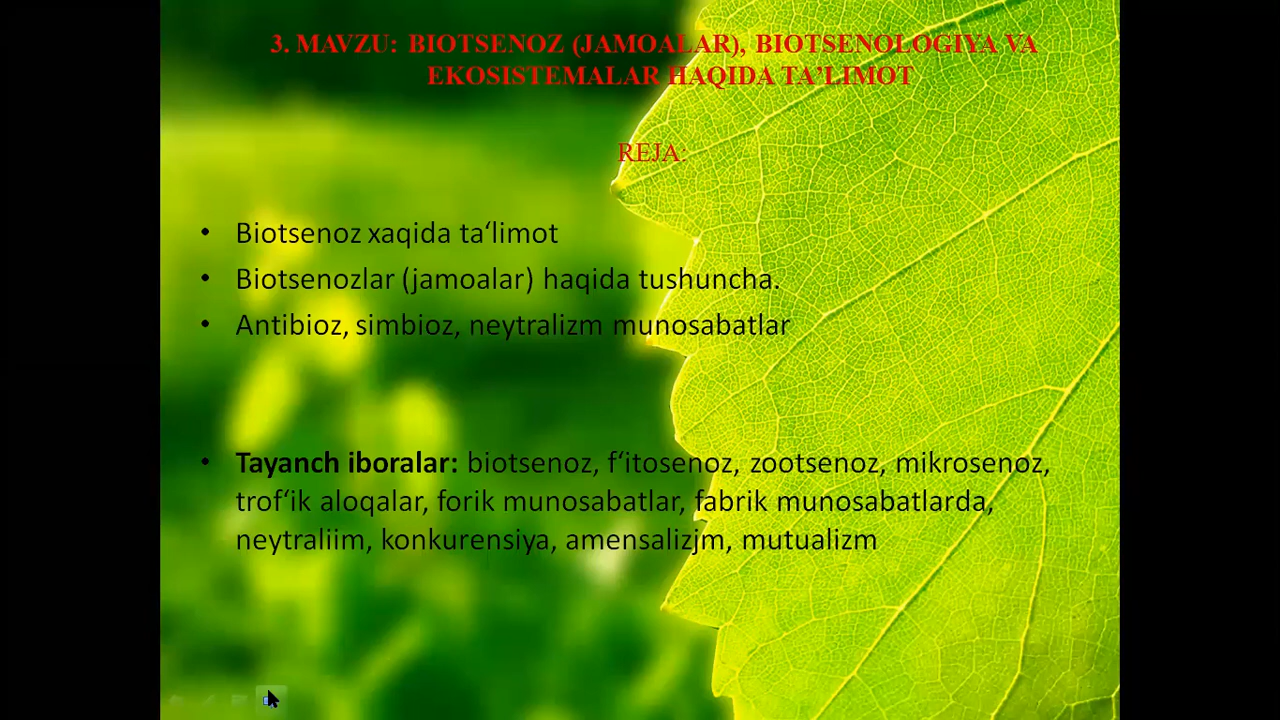 3. MAVZU: BIOTSENOZ (JAMOALAR), BIOTSENOLOGIYA VA
EKOSISTEMALAR HAQIDA TA’LIMOT
REJA:
• Biotsenoz xaqida ta‘limot
• Biotsenozlar (jamoalar) haqida tushuncha.
• Antibioz, simbioz, neytralizm munosabatlar
• Tayanch iboralar: biotsenoz, f‘itosenoz, zootsenoz, mikrosenoz,
trof‘ik aloqalar, forik munosabatlar, fabrik munosabatlarda,
neytraliim, konkurensiya, amensalizjm, mutualizm